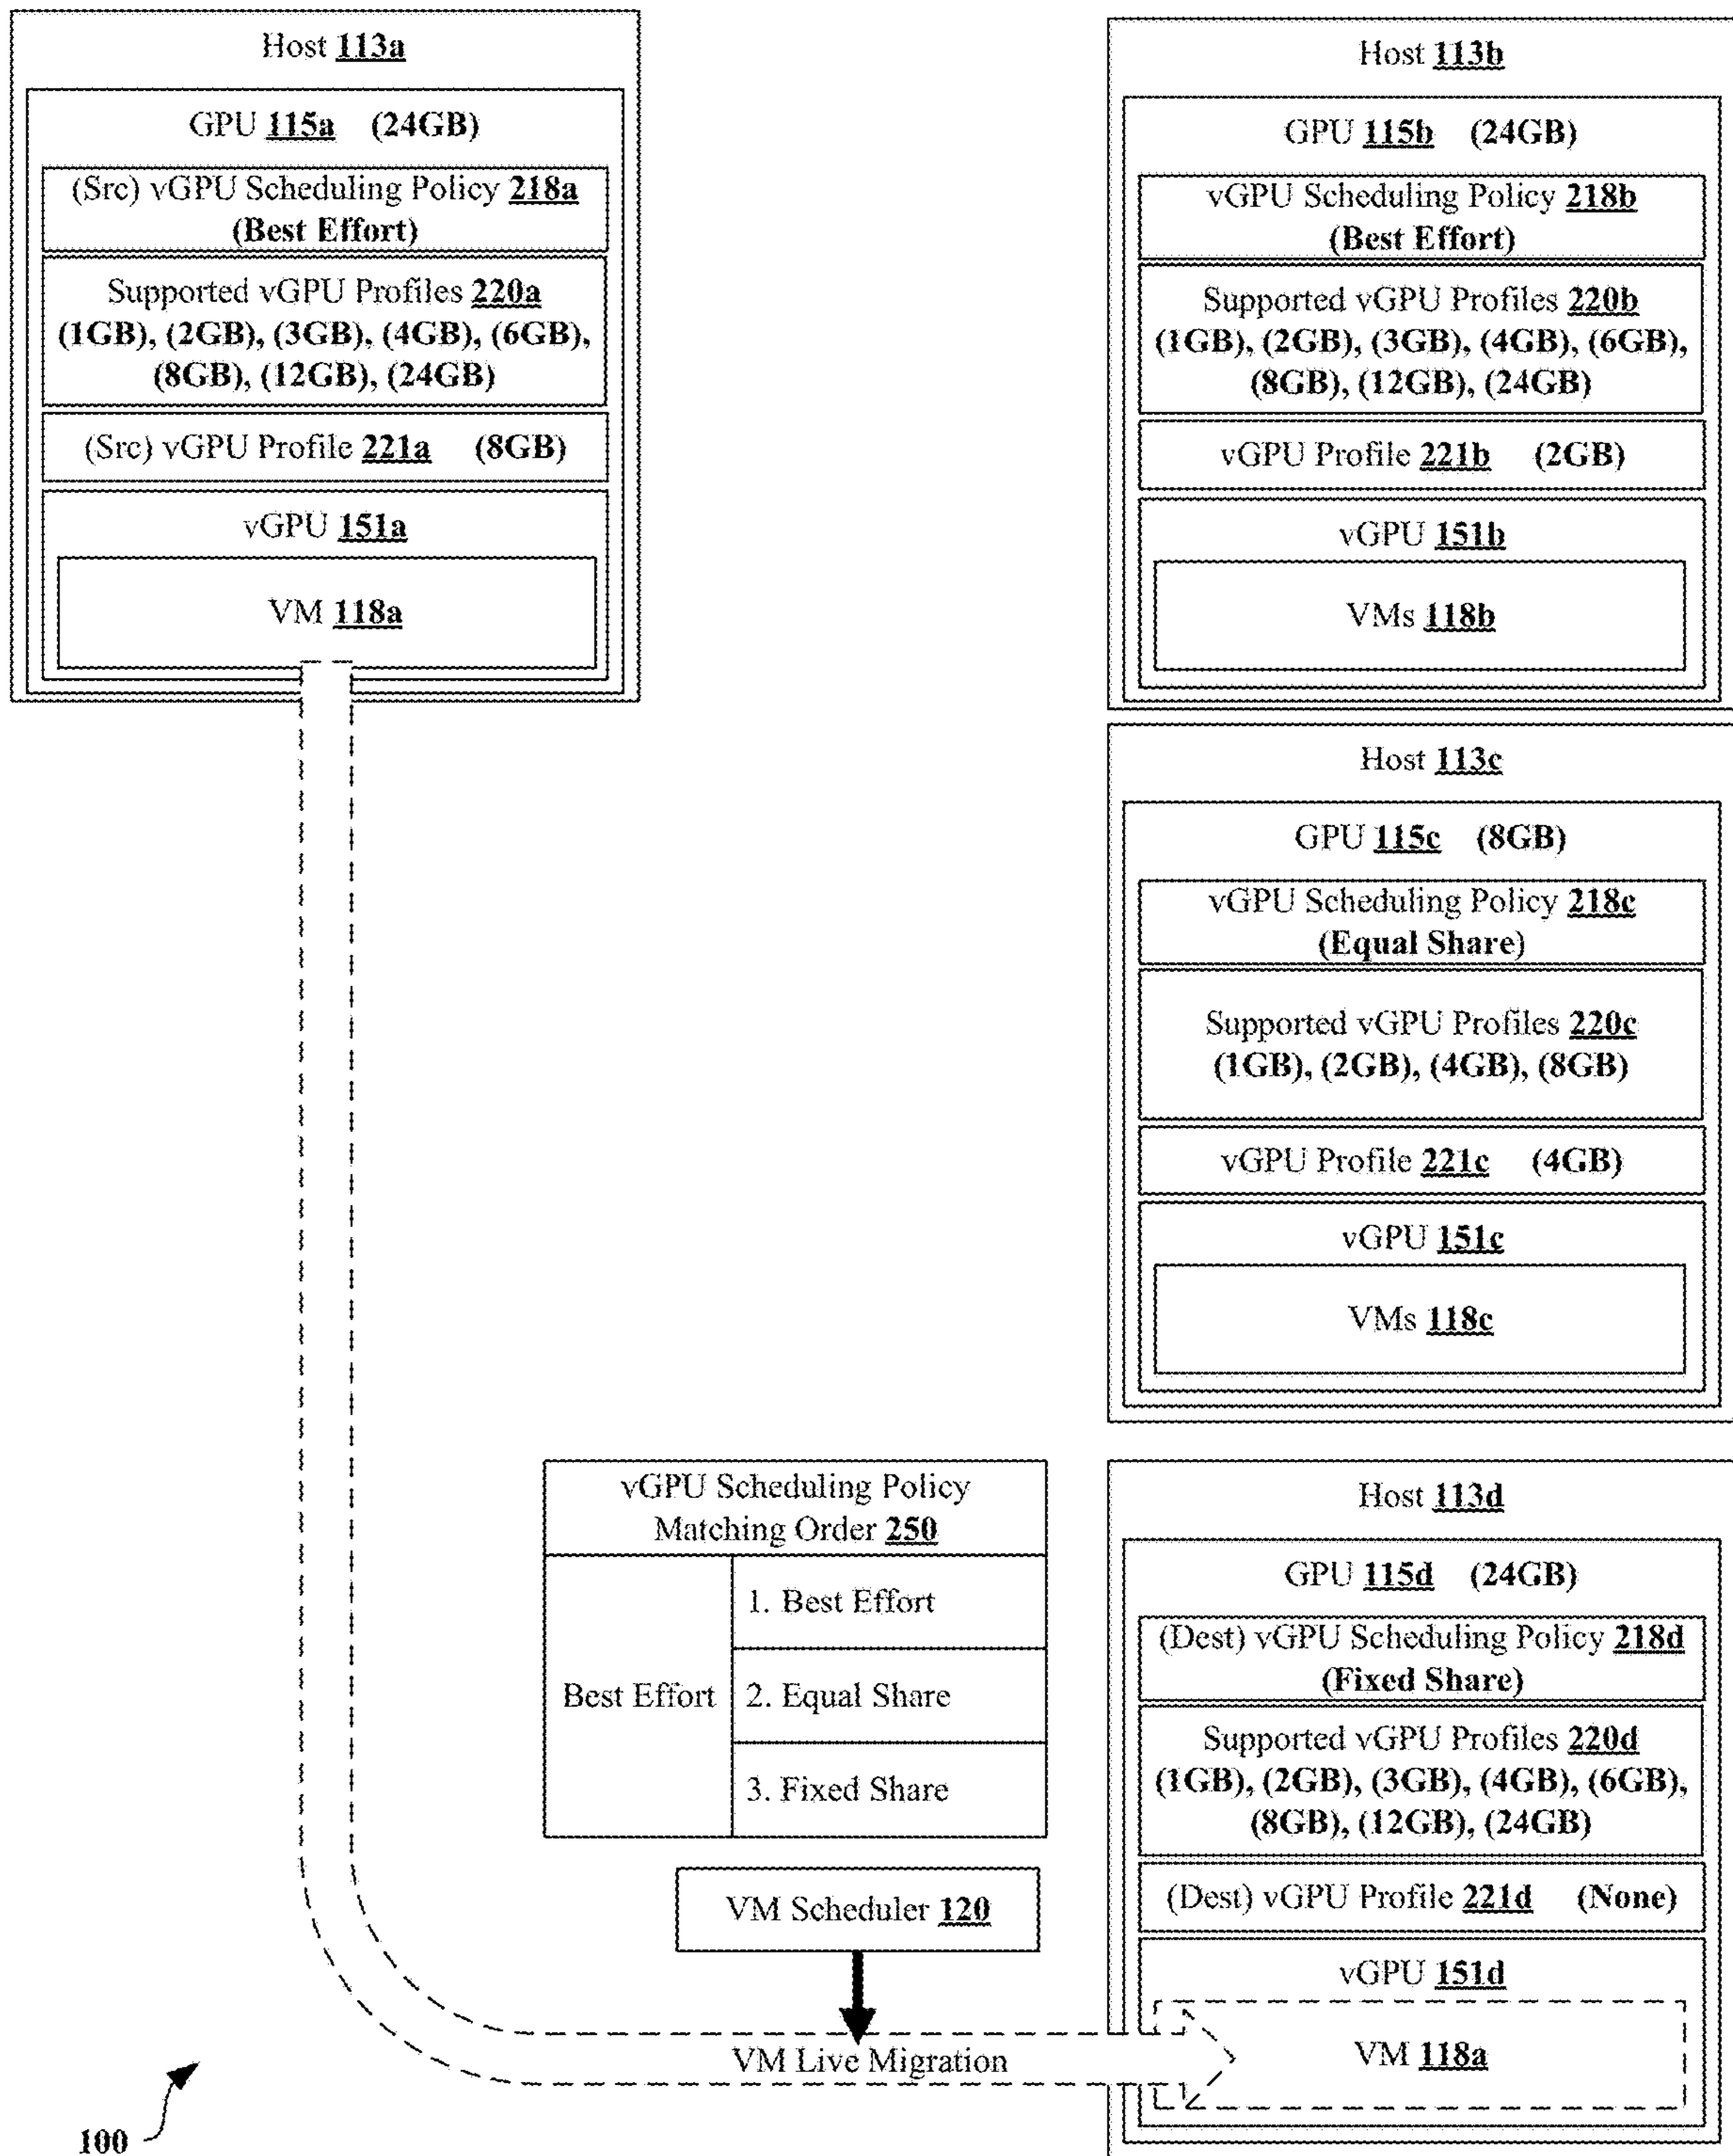 Host 113a
GPU 115a (24GB)
(Src) vGPU Scheduling Policy 218a
(Best Effort)
Supported vGPU Profiles 220a
(1GB), (2GB), (3GB), (4GB), (6GB),
(8GB), (12GB), (24GB)
(Src) vGPU Profile 221a (8GB)
vGPU 151a
VM 118a
Host 113b
GPU 115b (24GB)
vGPU Scheduling Policy 218b
(Best Effort)
Supported vGPU Profiles 220b
(1GB), (2GB), (3GB), (4GB), (6GB),
(8GB), (12GB), (24GB)
vGPU Profile 221b (2GB)
vGPU 151b
VMs 118b
Host 113c
GPU 115c (8GB)
vGPU Scheduling Policy 218c
(Equal Share)
Supported vGPU Profiles 220c
(1GB), (2GB), (4GB), (8GB)
vGPU Profile 221c (4GB)
vGPU 151c
VMs 118c
vGPU Scheduling Policy
Matching Order 250
Best Effort
1. Best Effort
2. Equal Share
3. Fixed Share
VM Scheduler 120
VM Live Migration
Host 113d
GPU 115d (24GB)
(Dest) vGPU Scheduling Policy 218d
(Fixed Share)
Supported vGPU Profiles 220d
(1GB), (2GB), (3GB), (4GB), (6GB),
(8GB), (12GB), (24GB)
(Dest) vGPU Profile 221d (None)
vGPU 151d
VM 118a
100